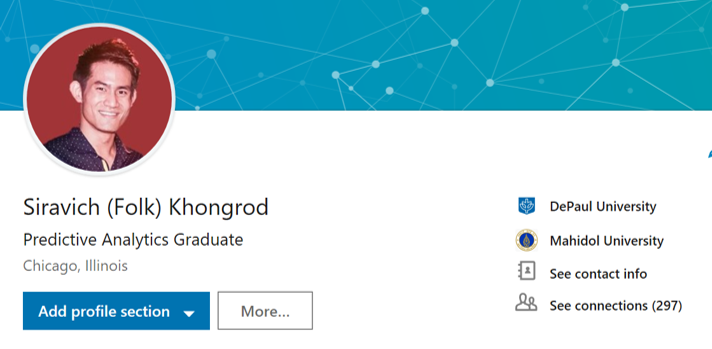 Siravich (Folk) Khongrod
Predictive Analytics Graduate
Chicago, Illinois
Add profile section
More...
DePaul University
Mahidol University
See contact info
See connections (297)